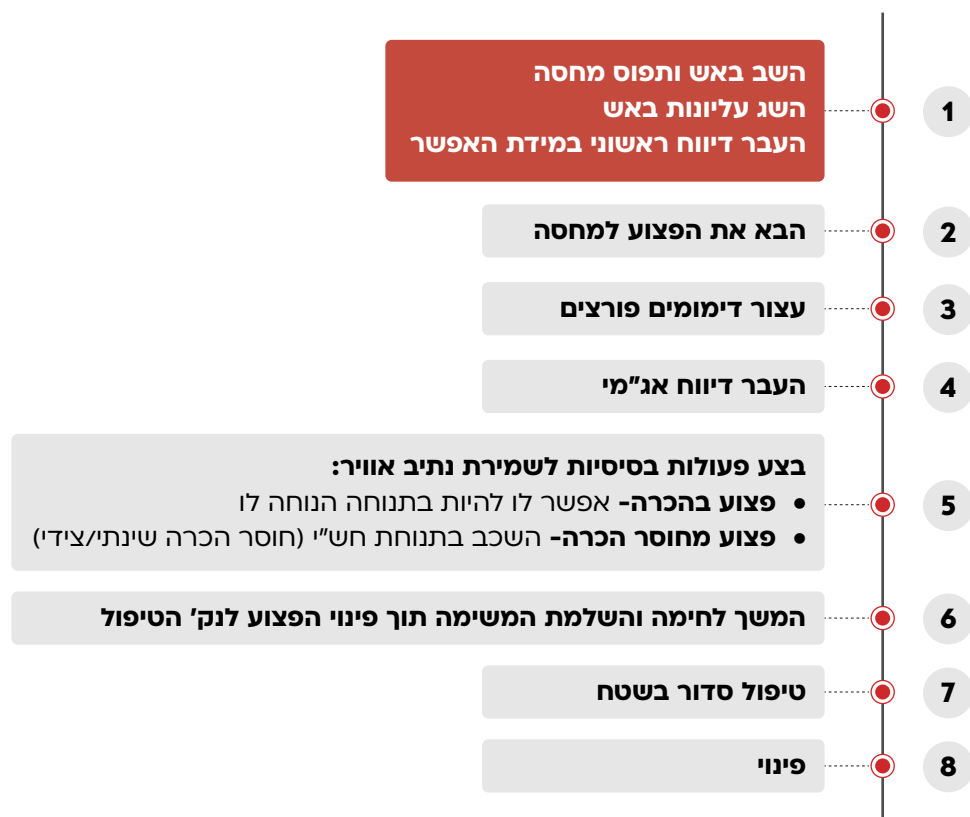 1
השב באש ותפוס מחסה
השג עליונות באש
העבר דיווח ראשוני במידת האפשר
2
הבא את הפצוע למחסה
3
עצור דימומים פורצים
4
העבר דיווח אג"מי
5
בצע פעולות בסיסיות לשמירת נתיב אוויר:
• פצוע בהכרה- אפשר לו להיות בתנוחה הנוחה לו
• פצוע מחוסר הכרה- השכב בתנוחת חש"י (חוסר הכרה שינתי/צידי)
6
המשך לחימה והשלמת המשימה תוך פינוי הפצוע לנק' הטיפול
7
טיפול סדור בשטח
8
פינוי